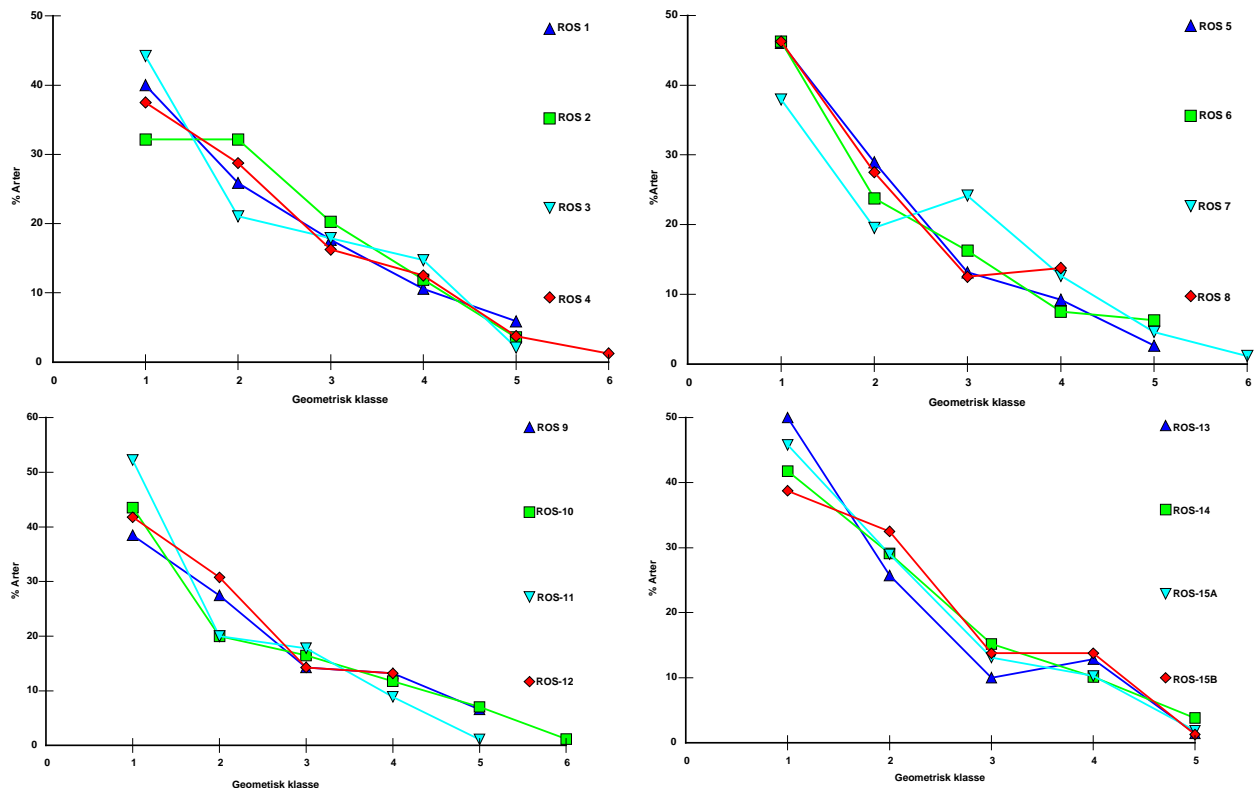 50
40
30
20
10
0
% Arter
0 1 2 3 4 5 6
Geometrisk klasse
ROS 1
ROS 2
ROS 3
ROS 4
50
40
30
20
10
0
%Arter
0 1 2 3 4 5 6
Geometrisk klasse
ROS 5
ROS 6
ROS 7
ROS 8
60
50
40
30
20
10
0
% Arter
0 1 2 3 4 5 6
Geometisk klasse
ROS 9
ROS-10
ROS-11
ROS-12
50
40
30
20
10
0
% Arter
0 1 2 3 4 5
Geometrisk klasse
ROS-13
ROS-14
ROS-15A
ROS-15B